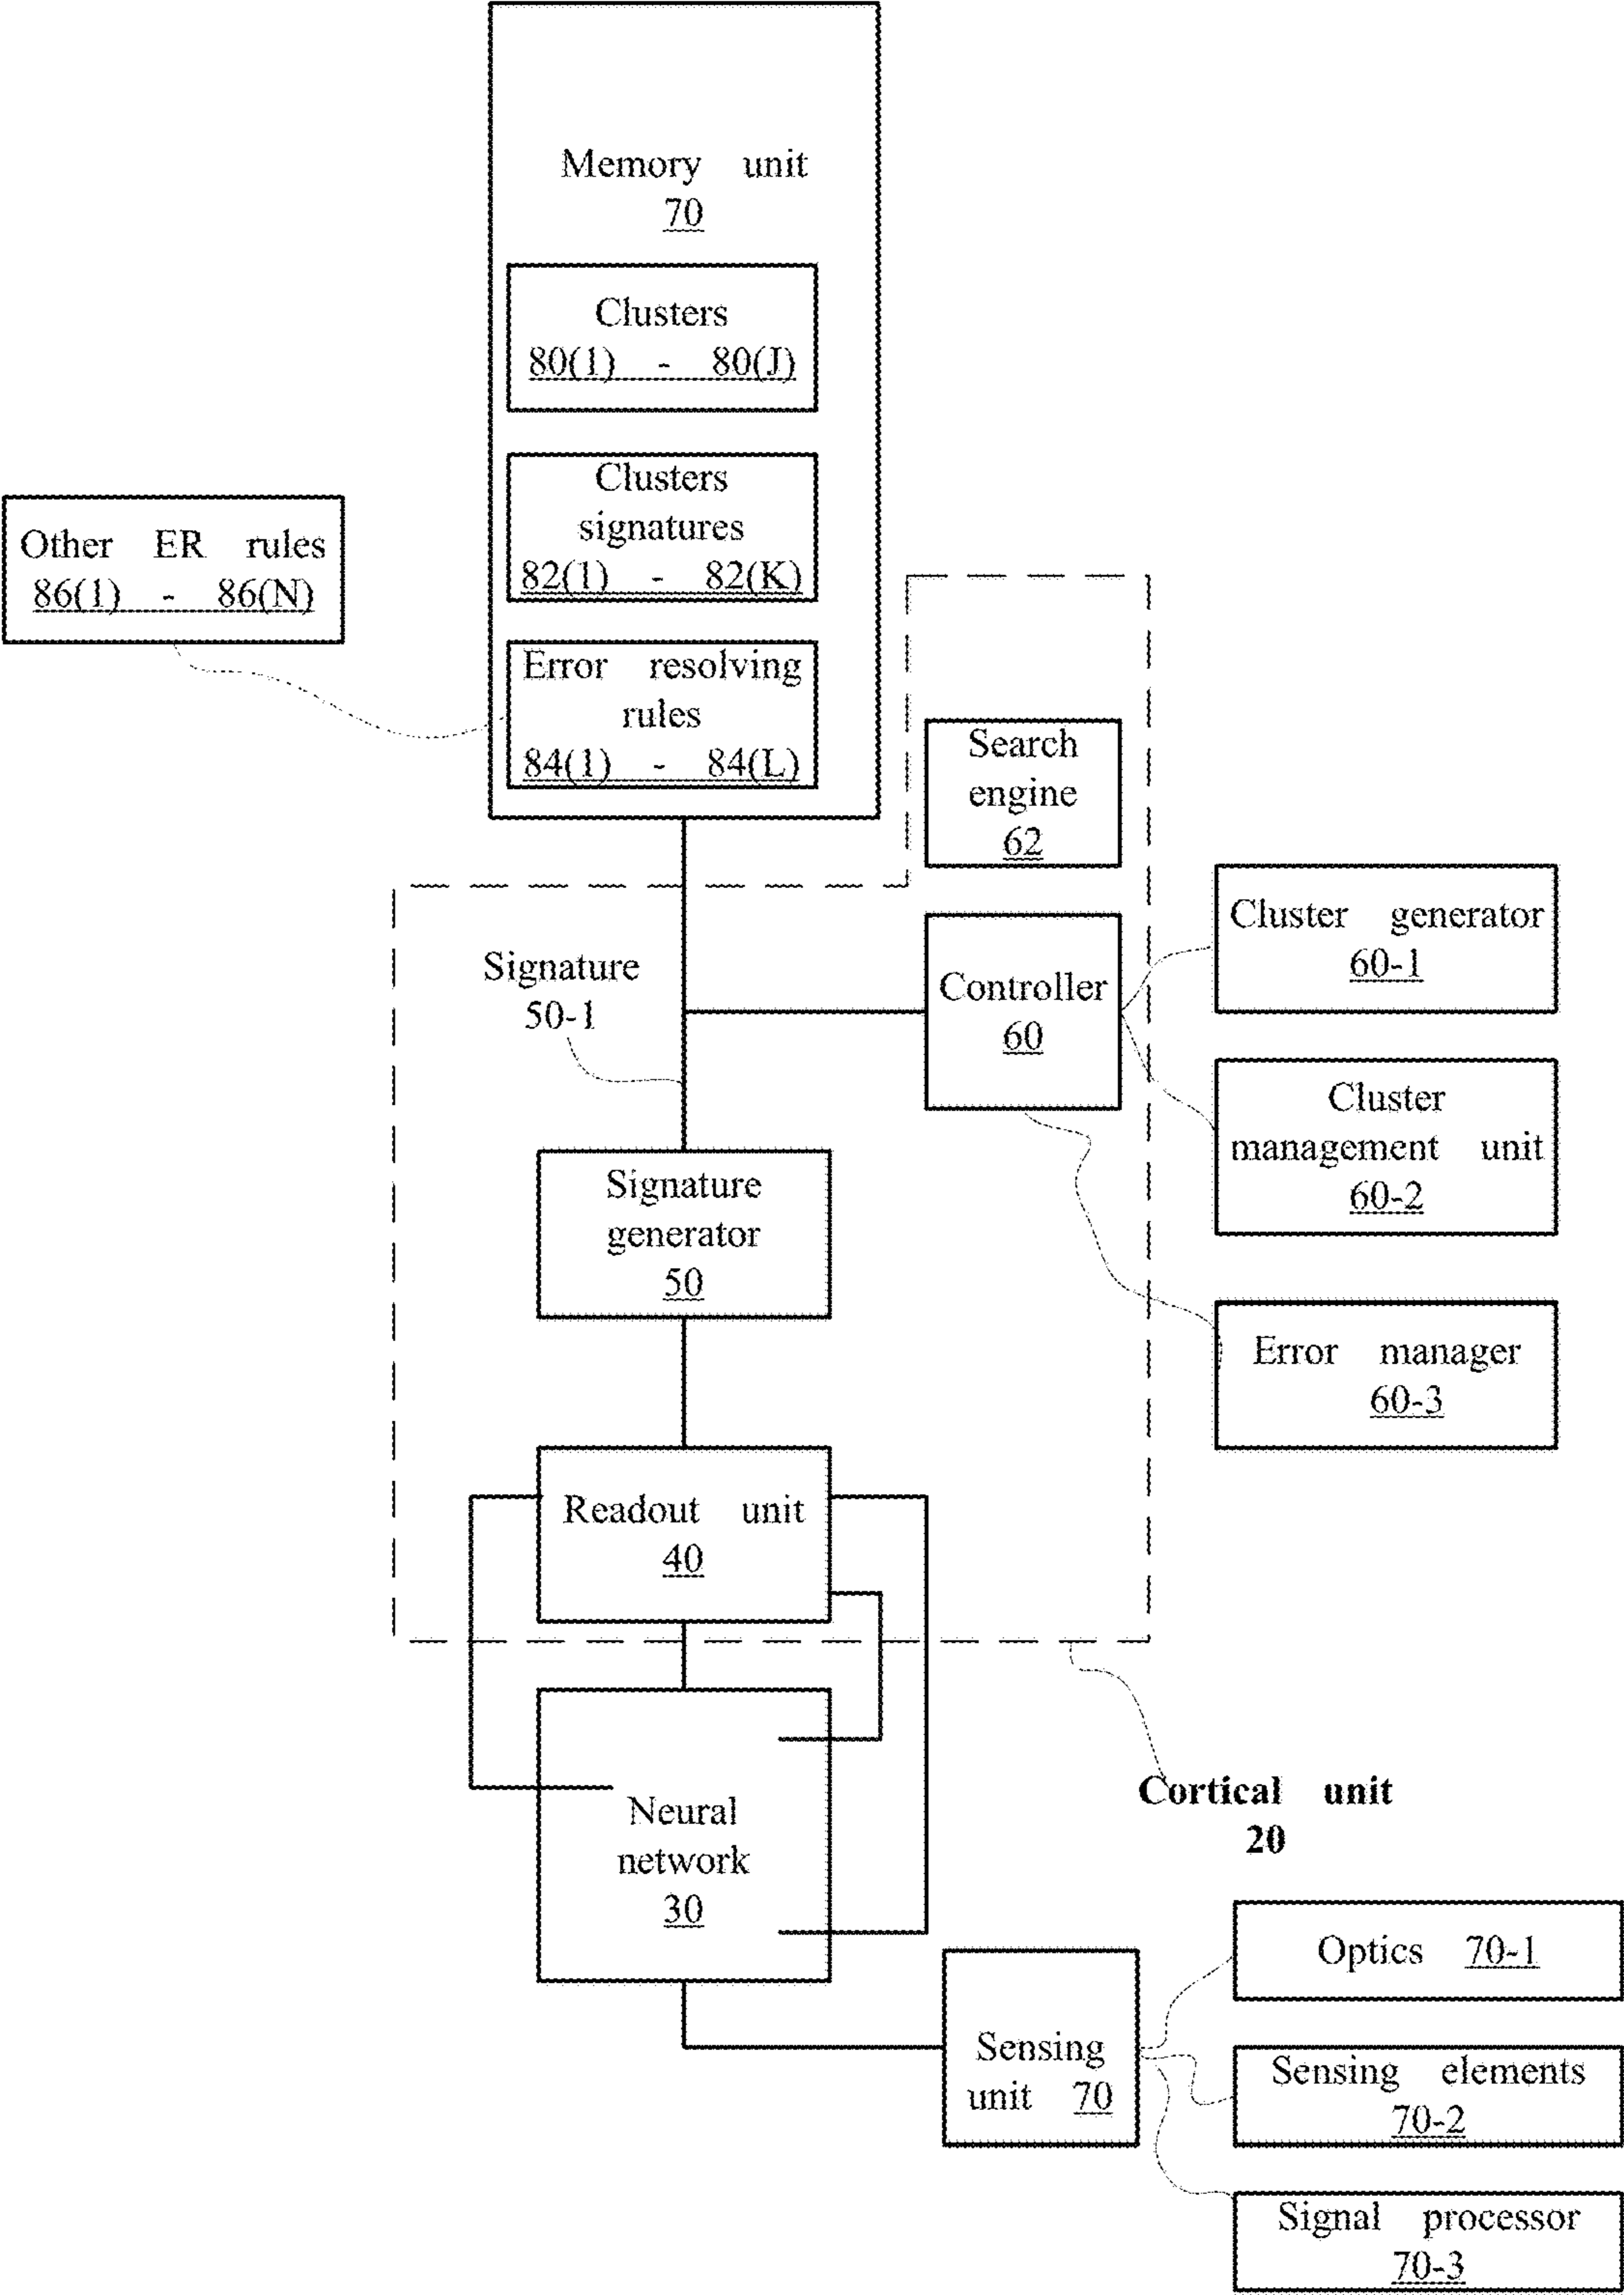 Memory unit
70
Clusters
80(1) - 80(J)
Clusters
signatures
82(1) - 82(K)
Other ER rules
86(1) - 86(N)
Error resolving
rules
84(1) - 84(L)
Search
engine
62
Cluster generator
60-1
Signature
50-1
Controller
60
Cluster
management unit
60-2
Signature
generator
50
Error manager
60-3
Readout unit
40
Cortical unit
20
Neural
network
30
Optics 70-1
Sensing
unit 70
Sensing elements
70-2
Signal processor
70-3